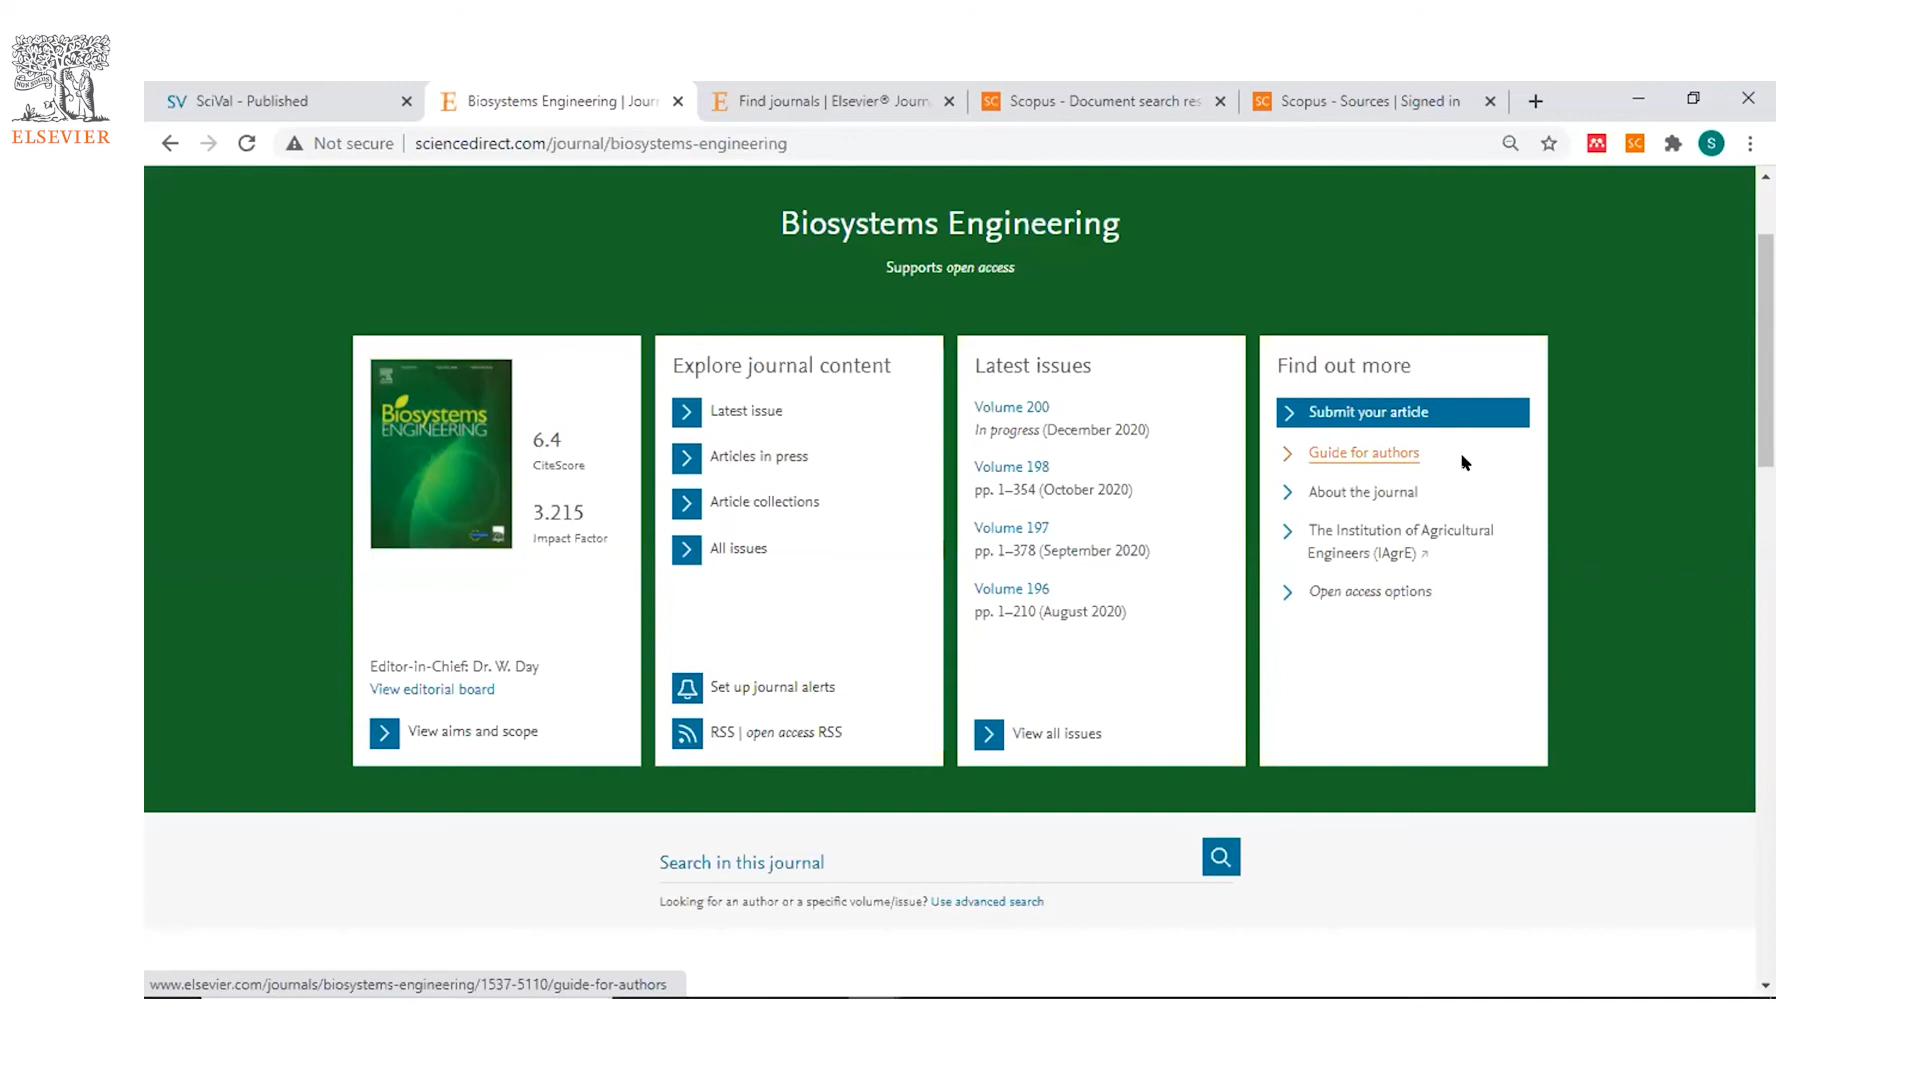 NON SOLUS
ELSEVIER
SV SciVal - Published
E Biosystems Engineering | Jour
E Find journals | Elsevier® Journ
SC Scopus - Document search res
SC Scopus - Sources | Signed in
Not secure | sciencedirect.com/journal/biosystems-engineering
SC
S
Biosystems Engineering
Supports open access
Biosystems
ENGINEERING
6.4
CiteScore
3.215
Impact Factor
Editor-in-Chief: Dr. W. Day
View editorial board
View aims and scope
Explore journal content
Latest issue
Articles in press
Article collections
All issues
Set up journal alerts
RSS | open access RSS
Latest issues
Volume 200
In progress (December 2020)
Volume 198
pp. 1–354 (October 2020)
Volume 197
pp. 1–378 (September 2020)
Volume 196
pp. 1–210 (August 2020)
View all issues
Find out more
Submit your article
Guide for authors
About the journal
The Institution of Agricultural
Engineers (IAgrE)
Open access options
Search in this journal
Looking for an author or a specific volume/issue? Use advanced search
www.elsevier.com/journals/biosystems-engineering/1537-5110/guide-for-authors